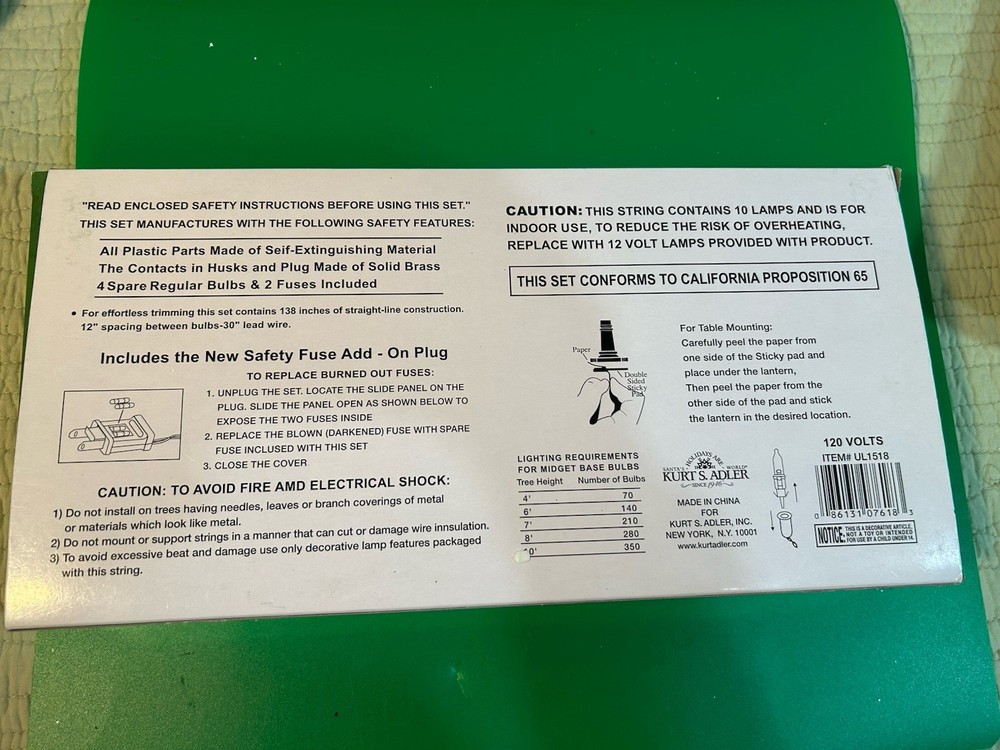 "READ ENCLOSED SAFETY INSTRUCTIONS BEFORE USING THIS SET."
THIS SET MANUFACTURES WITH THE FOLLOWING SAFETY FEATURES:
All Plastic Parts Made of Seif-Extinguishing Material
The Contacts in Husks and Plug Made of Solid Brass
4 Spare Regular Bulbs & 2 Fuses Included
• For effortless trimming this set contains 138 inches of straight-line construction.
12" spacing between bulbs-30" lead wire.
Includes the New Safety Fuse Add - On Plug
TO REPLACE BURNED OUT FUSES:
1. UNPLUG THE SET. LOCATE THE SLIDE PANEL ON THE
PLUG. SLIDE THE PANEL OPEN AS SHOWN BELOW TO
EXPOSE THE TWO FUSES INSIDE
2. REPLACE THE BLOWN (DARKENED) FUSE WITH SPARE
FUSE INCLUSED WITH THIS SET
3. CLOSE THE COVER
CAUTION: TO AVOID FIRE AMD ELECTRICAL SHOCK:
1) Do not install on trees having needles, leaves or branch coverings of metal
or materials which look like metal.
2) Do not mount or support strings in a manner that can cut or damage wire innsulation.
3) To avoid excessive beat and damage use only decorative lamp features packaged
with this string.
CAUTION: THIS STRING CONTAINS 10 LAMPS AND IS FOR
INDOOR USE, TO REDUCE THE RISK OF OVERHEATING,
REPLACE WITH 12 VOLT LAMPS PROVIDED WITH PRODUCT.
THIS SET CONFORMS TO CALIFORNIA PROPOSITION 65
Paper
Double
Sided
Sticky
Pad
For Table Mounting:
Carefully peel the paper from
one side of the Sticky pad and
place under the lantern,
Then peel the paper from the
other side of the pad and stick
the lantern in the desired location.
LIGHTING REQUIREMENTS
FOR MIDGET BASE BULBS
Tree Height Number of Bulbs
4' 70
6' 140
7' 210
8' 280
10' 350
SANTA'S HOLIDAYS ARE WORLD®
KURT S. ADLER
SINCE 1946
MADE IN CHINA
FOR
KURT S. ADLER, INC.
NEW YORK, N.Y. 10001
www.kurtadler.com
120 VOLTS
ITEM# UL1518
0 86131 07618 3
NOTICE: THIS IS A DECORATIVE ARTICLE,
NOT A TOY OR INTENDED
FOR USE BY A CHILD UNDER 14.